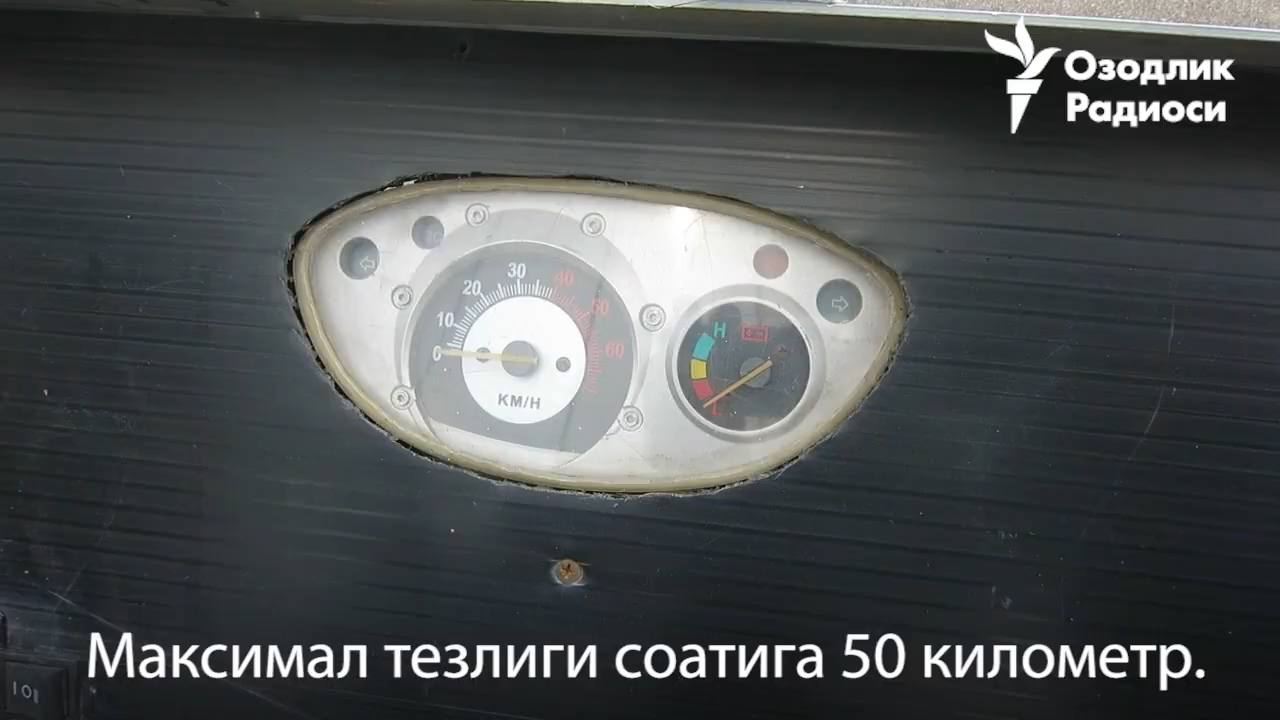 Озодлик
Радиоси
0
10
20
30
40
50
60
KM/H
H
L
Максимал тезлиги соатига 50 километр.